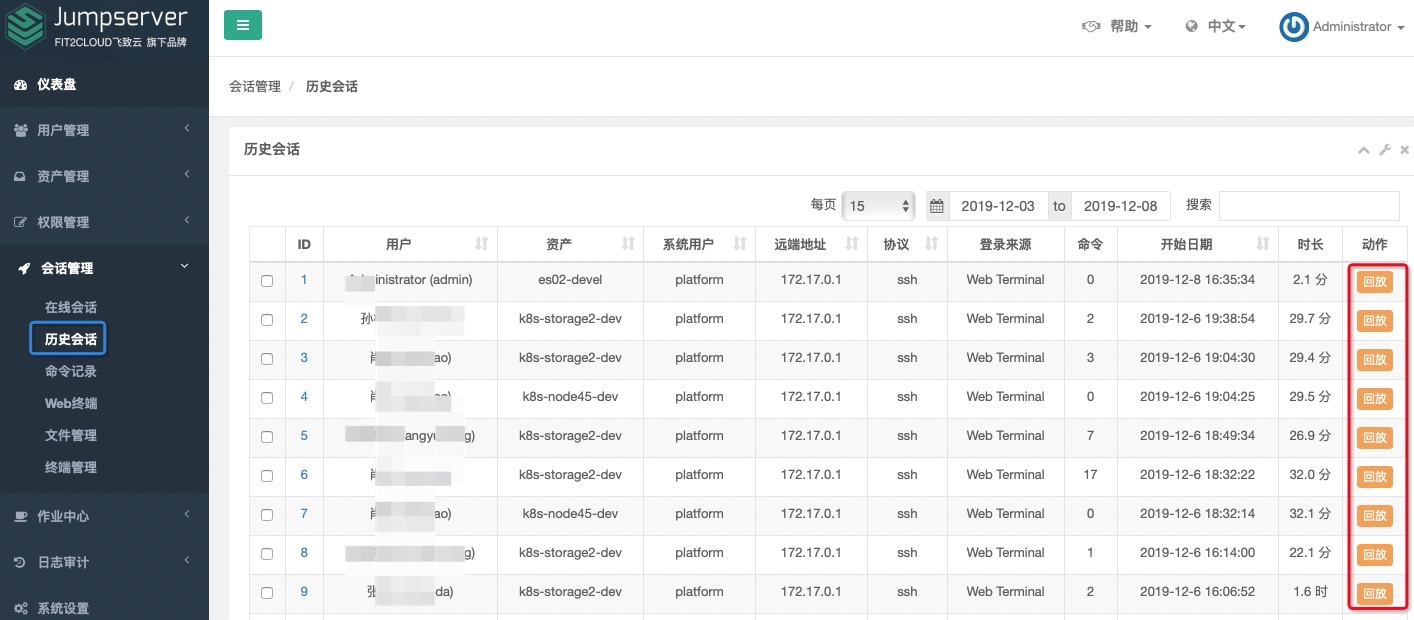 Jumpserver
FIT2CLOUD飞致云 旗下品牌
帮助 中文 Administrator
仪表盘
用户管理
资产管理
权限管理
会话管理
在线会话
历史会话
命令记录
Web终端
文件管理
终端管理
作业中心
日志审计
系统设置
会话管理 / 历史会话
历史会话
每页 15 2019-12-03 to 2019-12-08 搜索
ID 用户 资产 系统用户 远端地址 协议 登录来源 命令 开始日期 时长 动作
1 inistrator (admin) es02-devel platform 172.17.0.1 ssh Web Terminal 0 2019-12-8 16:35:34 2.1 分 回放
2 孙 k8s-storage2-dev platform 172.17.0.1 ssh Web Terminal 2 2019-12-6 19:38:54 29.7 分 回放
3 ao) k8s-storage2-dev platform 172.17.0.1 ssh Web Terminal 3 2019-12-6 19:04:30 29.4 分 回放
4 k8s-node45-dev platform 172.17.0.1 ssh Web Terminal 0 2019-12-6 19:04:25 29.5 分 回放
5 angyu g) k8s-storage2-dev platform 172.17.0.1 ssh Web Terminal 7 2019-12-6 18:49:34 26.9 分 回放
6 k8s-storage2-dev platform 172.17.0.1 ssh Web Terminal 17 2019-12-6 18:32:22 32.0 分 回放
7 ao) k8s-node45-dev platform 172.17.0.1 ssh Web Terminal 0 2019-12-6 18:32:14 32.1 分 回放
8 g) k8s-storage2-dev platform 172.17.0.1 ssh Web Terminal 1 2019-12-6 16:14:00 22.1 分 回放
9 张 da) k8s-storage2-dev platform 172.17.0.1 ssh Web Terminal 2 2019-12-6 16:06:52 1.6 时 回放